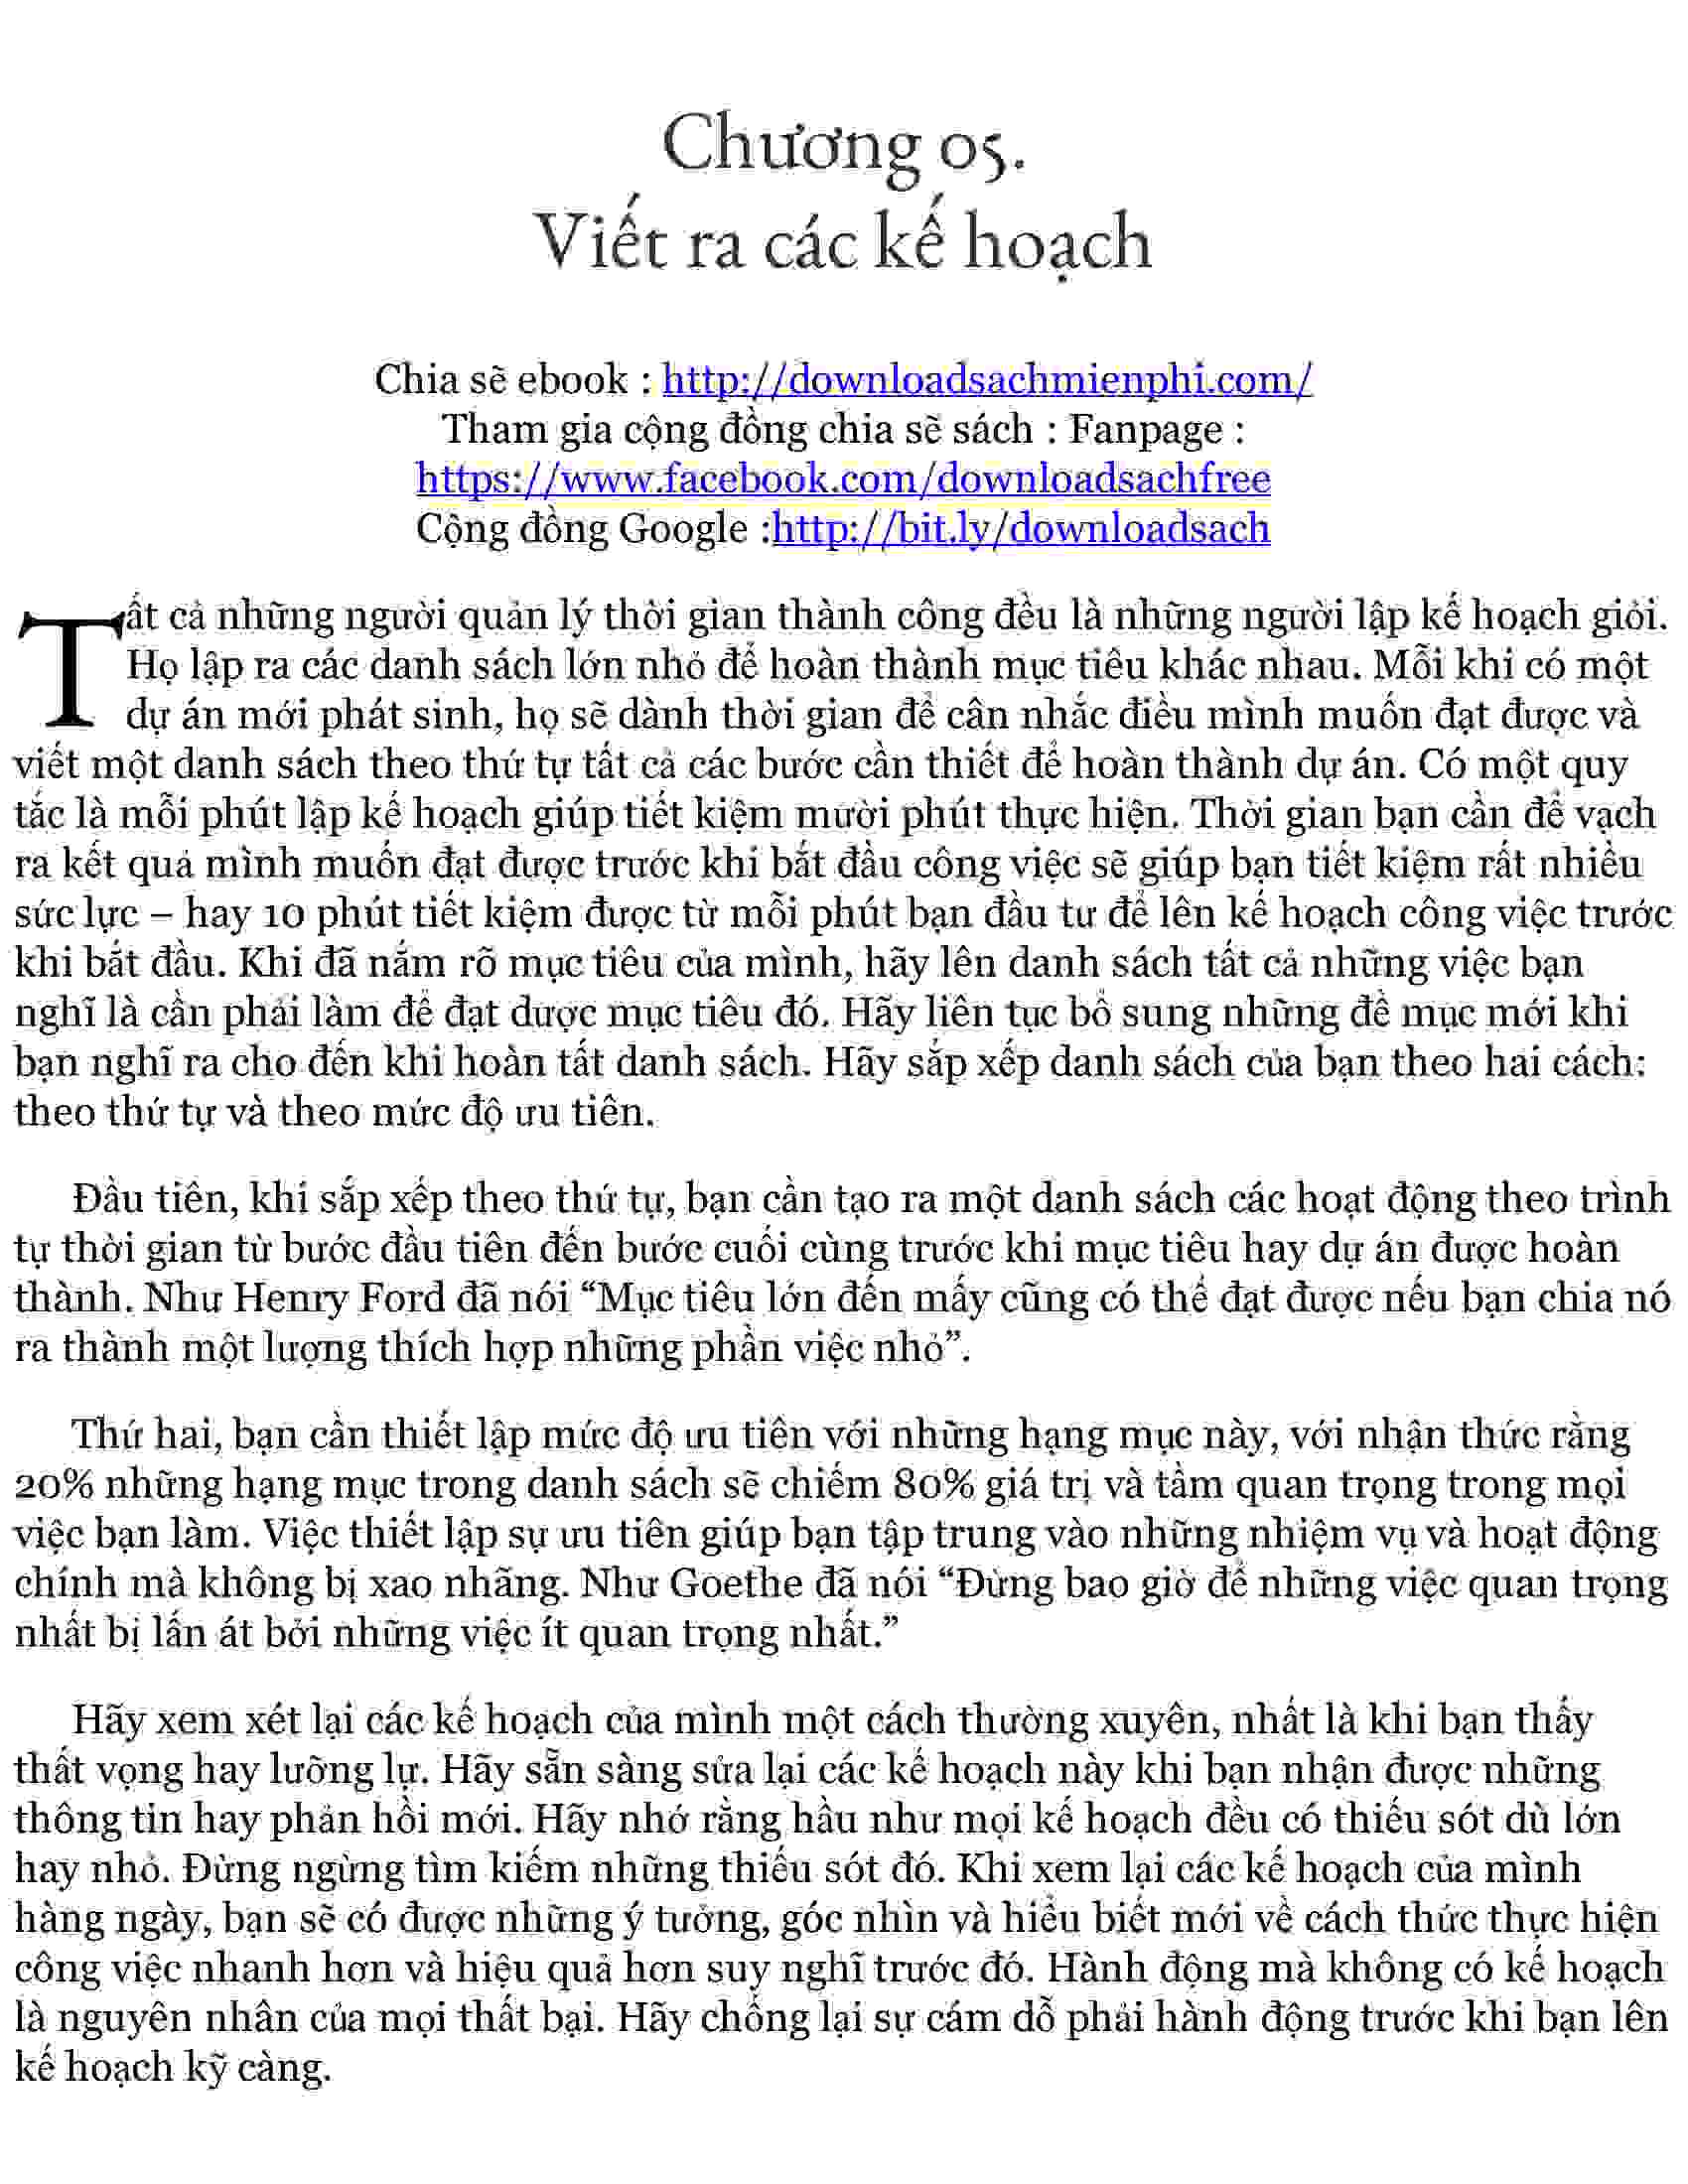 Chương 05.
Viết ra các kế hoạch
Chia sẽ ebook : http://downloadsachmienphi.com/
Tham gia cộng đồng chia sẽ sách : Fanpage :
https://www.facebook.com/downloadsachfree
Cộng đồng Google :http://bit.ly/downloadsach
Tất cả những người quản lý thời gian thành công đều là những người lập kế hoạch giỏi.
Họ lập ra các danh sách lớn nhỏ để hoàn thành mục tiêu khác nhau. Mỗi khi có một
dự án mới phát sinh, họ sẽ dành thời gian để cân nhắc điều mình muốn đạt được và
viết một danh sách theo thứ tự tất cả các bước cần thiết để hoàn thành dự án. Có một quy
tắc là mỗi phút lập kế hoạch giúp tiết kiệm mười phút thực hiện. Thời gian bạn cần để vạch
ra kết quả mình muốn đạt được trước khi bắt đầu công việc sẽ giúp bạn tiết kiệm rất nhiều
sức lực – hay 10 phút tiết kiệm được từ mỗi phút bạn đầu tư để lên kế hoạch công việc trước
khi bắt đầu. Khi đã nắm rõ mục tiêu của mình, hãy lên danh sách tất cả những việc bạn
nghĩ là cần phải làm để đạt dược mục tiêu đó. Hãy liên tục bổ sung những đề mục mới khi
bạn nghĩ ra cho đến khi hoàn tất danh sách. Hãy sắp xếp danh sách của bạn theo hai cách:
theo thứ tự và theo mức độ ưu tiên.
Đầu tiên, khi sắp xếp theo thứ tự, bạn cần tạo ra một danh sách các hoạt động theo trình
tự thời gian từ bước đầu tiên đến bước cuối cùng trước khi mục tiêu hay dự án được hoàn
thành. Như Henry Ford đã nói “Mục tiêu lớn đến mấy cũng có thể đạt được nếu bạn chia nó
ra thành một lượng thích hợp những phần việc nhỏ”.
Thứ hai, bạn cần thiết lập mức độ ưu tiên với những hạng mục này, với nhận thức rằng
20% những hạng mục trong danh sách sẽ chiếm 80% giá trị và tầm quan trọng trong mọi
việc bạn làm. Việc thiết lập sự ưu tiên giúp bạn tập trung vào những nhiệm vụ và hoạt động
chính mà không bị xao nhãng. Như Goethe đã nói “Đừng bao giờ để những việc quan trọng
nhất bị lấn át bởi những việc ít quan trọng nhất.”
Hãy xem xét lại các kế hoạch của mình một cách thường xuyên, nhất là khi bạn thấy
thất vọng hay lưỡng lự. Hãy sẵn sàng sửa lại các kế hoạch này khi bạn nhận được những
thông tin hay phản hồi mới. Hãy nhớ rằng hầu như mọi kế hoạch đều có thiếu sót dù lớn
hay nhỏ. Đừng ngừng tìm kiếm những thiếu sót đó. Khi xem lại các kế hoạch của mình
hàng ngày, bạn sẽ có được những ý tưởng, góc nhìn và hiểu biết mới về cách thức thực hiện
công việc nhanh hơn và hiệu quả hơn suy nghĩ trước đó. Hành động mà không có kế hoạch
là nguyên nhân của mọi thất bại. Hãy chống lại sự cám dỗ phải hành động trước khi bạn lên
kế hoạch kỹ càng.